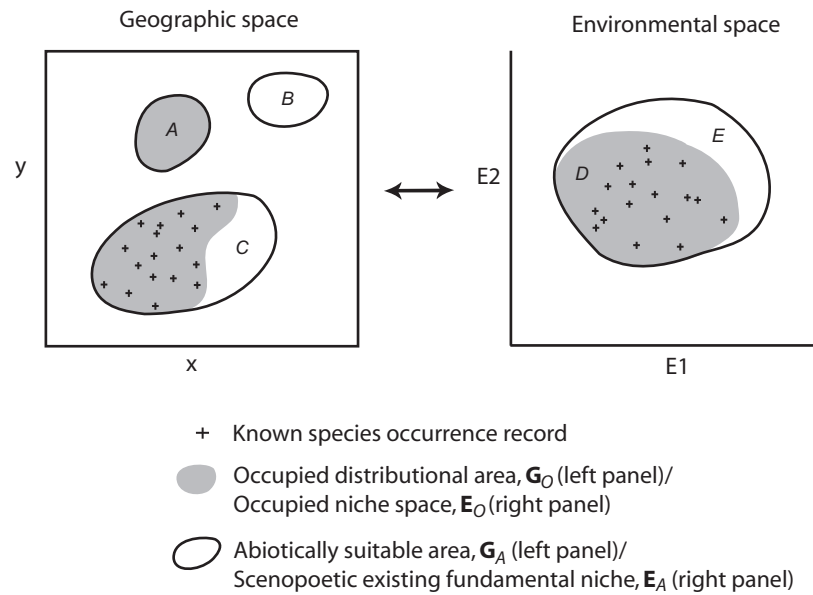 Geographic space
Environmental space
A
B
C
y
x
D
E
E2
E1
+ Known species occurrence record
Occupied distributional area, G_O (left panel)/
Occupied niche space, E_O (right panel)
Abiotically suitable area, G_A (left panel)/
Scenopoetic existing fundamental niche, E_A (right panel)